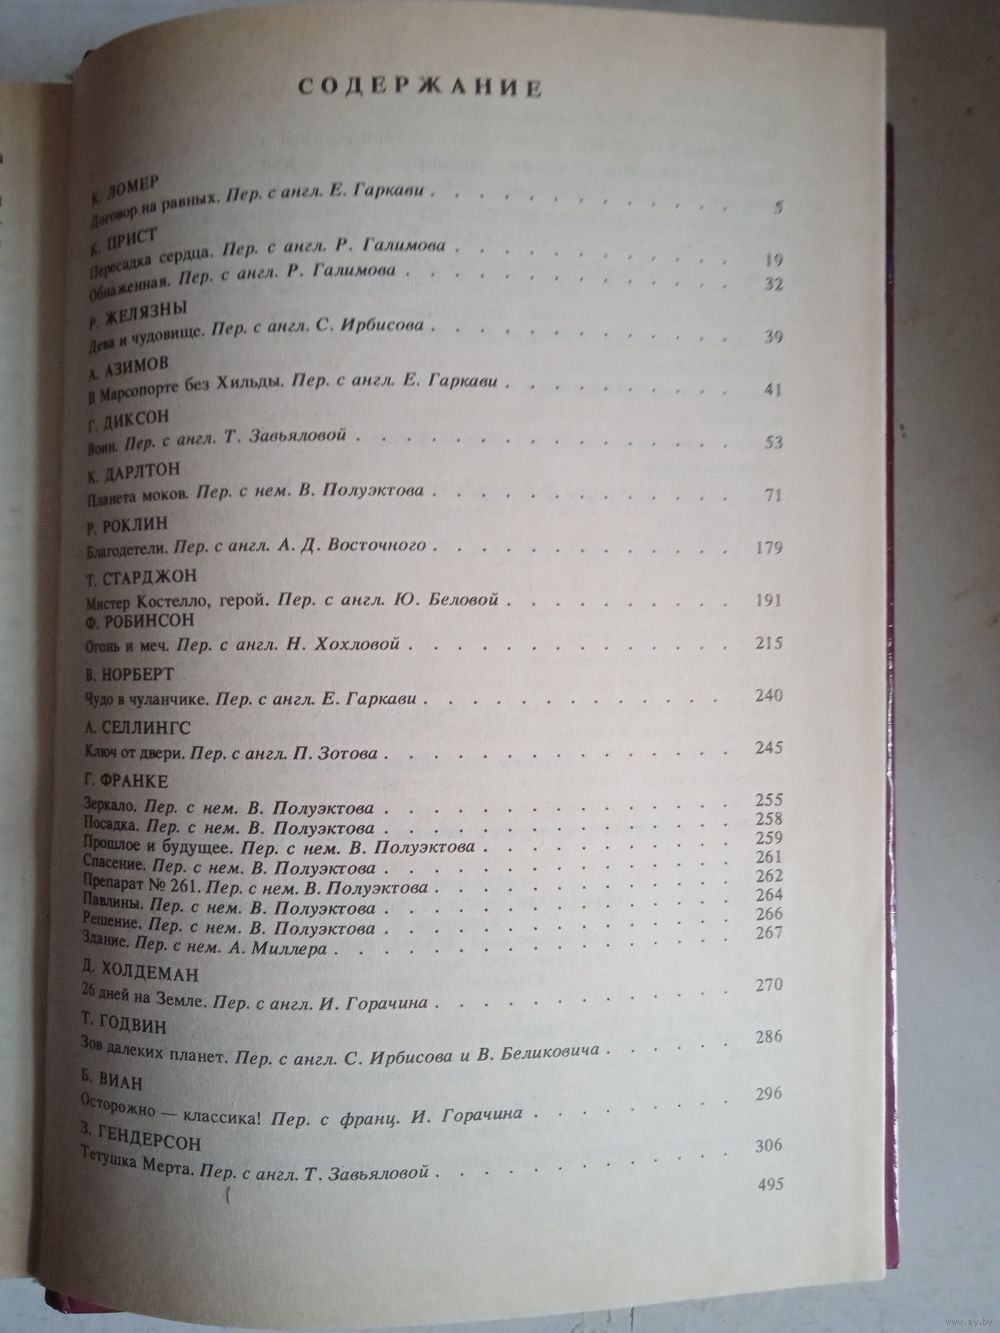 СОДЕРЖАНИЕ
К. ЛОМЕР
Договор на равных. Пер. с англ. Е. Гаркави . . . . . . . . . . . . . 5
К. ПРИСТ
Пересадка сердца. Пер. с англ. Р. Галимова . . . . . . . . . . . . 19
Обнаженная. Пер. с англ. Р. Галимова . . . . . . . . . . . . . . 32
Р. ЖЕЛЯЗНЫ
Дева и чудовище. Пер. с англ. С. Ирбисова . . . . . . . . . . . . . 39
А. АЗИМОВ
В Марсопорте без Хильды. Пер. с англ. Е. Гаркави . . . . . . . . . . 41
Г. ДИКСОН
Воин. Пер. с англ. Т. Завьяловой . . . . . . . . . . . . . . . . 53
К. ДАРЛТОН
Планета моков. Пер. с нем. В. Полуэктова . . . . . . . . . . . . . 71
Р. РОКЛИН
Благодетели. Пер. с англ. А. Д. Восточного . . . . . . . . . . . . . 179
Т. СТАРДЖОН
Мистер Костелло, герой. Пер. с англ. Ю. Беловой . . . . . . . . . . 191
Ф. РОБИНСОН
Огонь и меч. Пер. с англ. Н. Хохловой . . . . . . . . . . . . . . 215
В. НОРБЕРТ
Чудо в чуланчике. Пер. с англ. Е. Гаркави . . . . . . . . . . . . . 240
А. СЕЛЛИНГС
Ключ от двери. Пер. с англ. П. Зотова . . . . . . . . . . . . . . . 245
Г. ФРАНКЕ
Зеркало. Пер. с нем. В. Полуэктова . . . . . . . . . . . . . . . 255
Посадка. Пер. с нем. В. Полуэктова . . . . . . . . . . . . . . . 258
Прошлое и будущее. Пер. с нем. В. Полуэктова . . . . . . . . . . 259
Спасение. Пер. с нем. В. Полуэктова . . . . . . . . . . . . . . . 261
Препарат № 261. Пер. с нем. В. Полуэктова . . . . . . . . . . . . . 262
Павлины. Пер. с нем. В. Полуэктова . . . . . . . . . . . . . . . 264
Решение. Пер. с нем. В. Полуэктова . . . . . . . . . . . . . . . 266
Здание. Пер. с нем. А. Миллера . . . . . . . . . . . . . . . . . 267
Д. ХОЛДЕМАН
26 дней на Земле. Пер. с англ. И. Горачина . . . . . . . . . . . . . 270
Т. ГОДВИН
Зов далеких планет. Пер. с англ. С. Ирбисова и В. Беликовича . . . . . . 286
Б. ВИАН
Осторожно — классика! Пер. с франц. И. Горачина . . . . . . . . . 296
З. ГЕНДЕРСОН
Тетушка Мерта. Пер. с англ. Т. Завьяловой . . . . . . . . . . . . . 306
495
www.ay.by